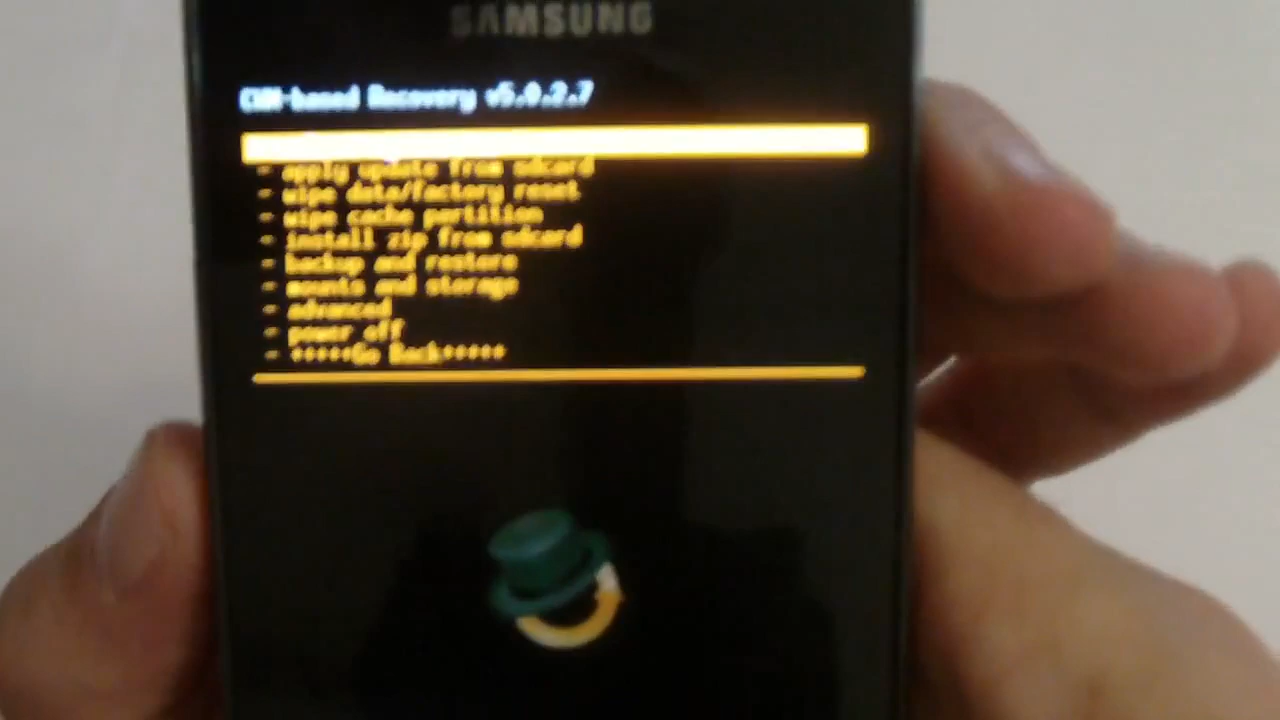 SAMSUNG
CWM-based Recovery v5.0.2.7
- apply update from sdcard
- wipe data/factory reset
- wipe cache partition
- install zip from sdcard
- backup and restore
- mounts and storage
- advanced
- power off
- +++++Go Back+++++